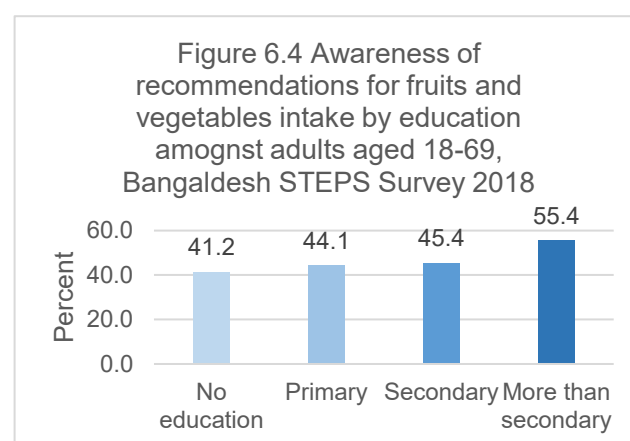 Figure 6.4 Awareness of
recommendations for fruits and
vegetables intake by education
amognst adults aged 18-69,
Bangaldesh STEPS Survey 2018
55.4
60.0
41.2 44.1 45.4
40.0
20.0
0.0
Percent
No Primary Secondary More than
education secondary